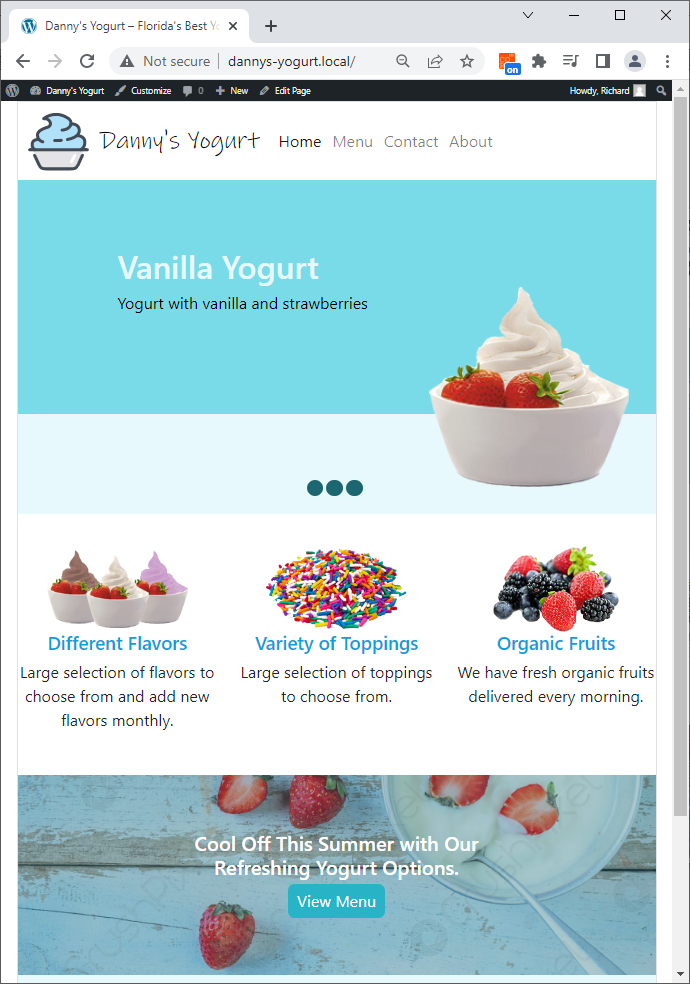 Danny's Yogurt – Florida's Best Yo
Not secure | dannys-yogurt.local/
on
Danny's Yogurt Customize 0 New Edit Page Howdy, Richard
Danny's Yogurt Home Menu Contact About
Vanilla Yogurt
Yogurt with vanilla and strawberries
Different Flavors
Large selection of flavors to
choose from and add new
flavors monthly.
Variety of Toppings
Large selection of toppings
to choose from.
Organic Fruits
We have fresh organic fruits
delivered every morning.
Cool Off This Summer with Our
Refreshing Yogurt Options.
View Menu